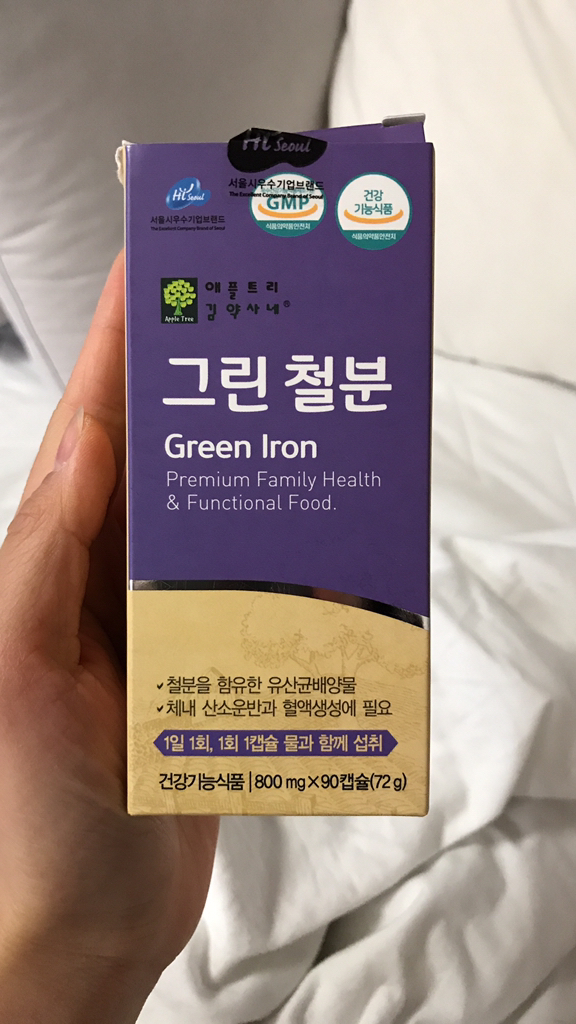 Hi Seoul
서울시우수기업브랜드
The Excellent Company Brand of Seoul
Hi Seoul
서울시우수기업브랜드
The Excellent Company Brand of Seoul
GMP
식품의약품안전처
건강
기능식품
식품의약품안전처
애플트리
김약사네®
Apple Tree
그린 철분
Green Iron
Premium Family Health
& Functional Food.
철분을 함유한 유산균배양물
체내 산소운반과 혈액생성에 필요
1일 1회, 1회 1캡슐 물과 함께 섭취
건강기능식품 | 800 mg×90캡슐(72 g)